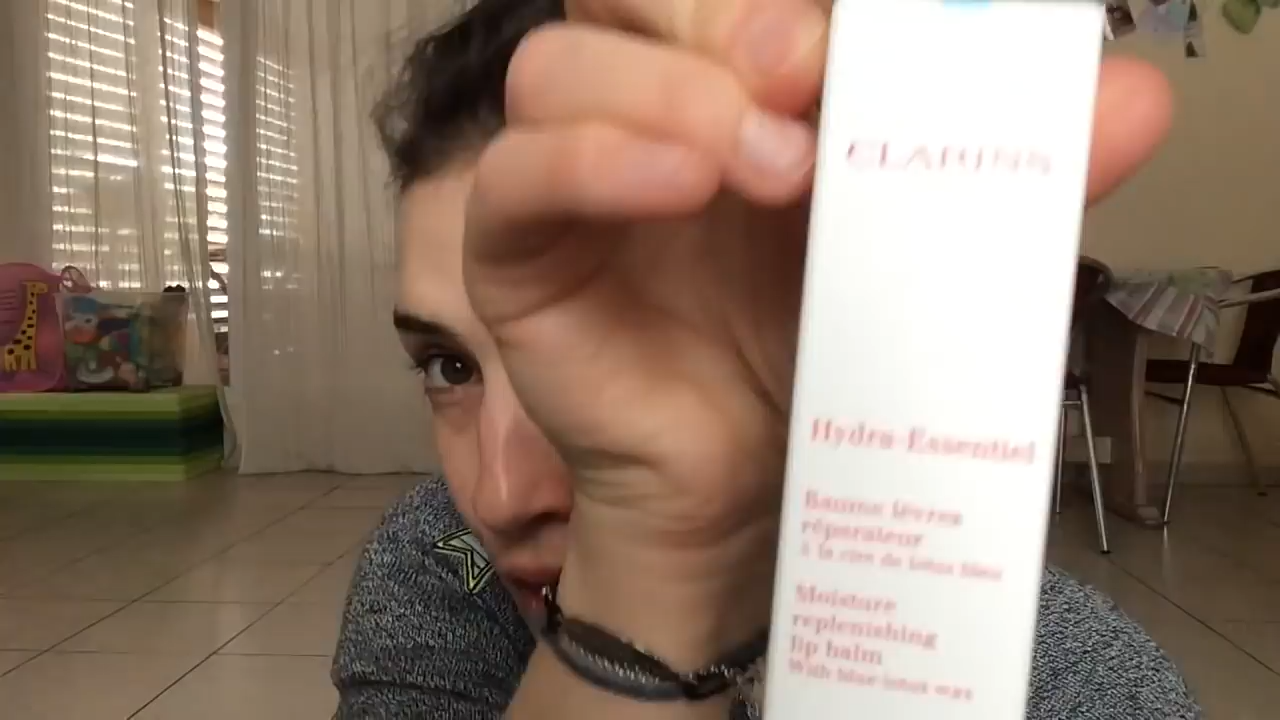 CLARINS
Hydra-Essentiel
Baume lèvres
réparateur
à la cire de lotus bleu
Moisture
replenishing
lip balm
With blue lotus wax